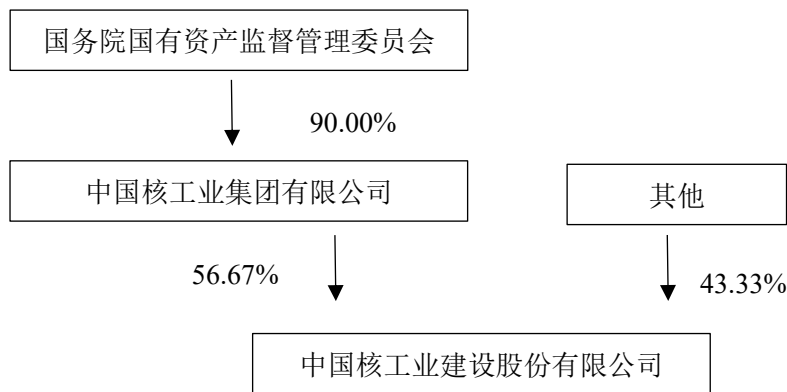 国务院国有资产监督管理委员会
90.00%
中国核工业集团有限公司
其他
56.67%
43.33%
中国核工业建设股份有限公司